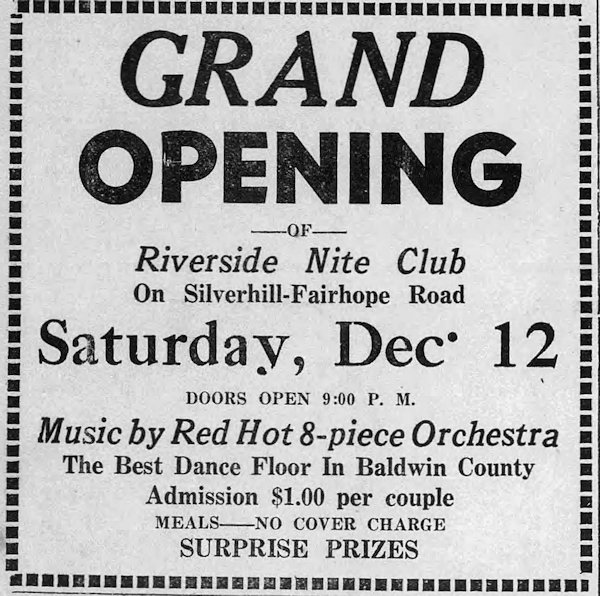 GRAND
OPENING
OF
Riverside Nite Club
On Silverhill-Fairhope Road
Saturday, Dec. 12
DOORS OPEN 9:00 P. M.
Music by Red Hot 8-piece Orchestra
The Best Dance Floor In Baldwin County
Admission $1.00 per couple
MEALS——NO COVER CHARGE
SURPRISE PRIZES